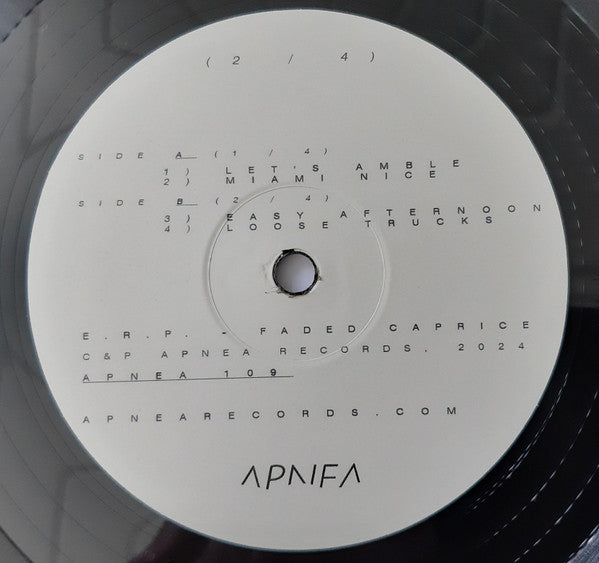 ( 2 / 4 )
SIDE A (1 / 4)
1) LET'S AMBLE
2) MIAMI NICE
SIDE B (2 / 4)
3) EASY AFTERNOON
4) LOOSE TRUCKS
E.R.P. - FADED CAPRICE
C&P APNEA RECORDS. 2024
APNEA 109
APNEARECORDS.COM
APNEA